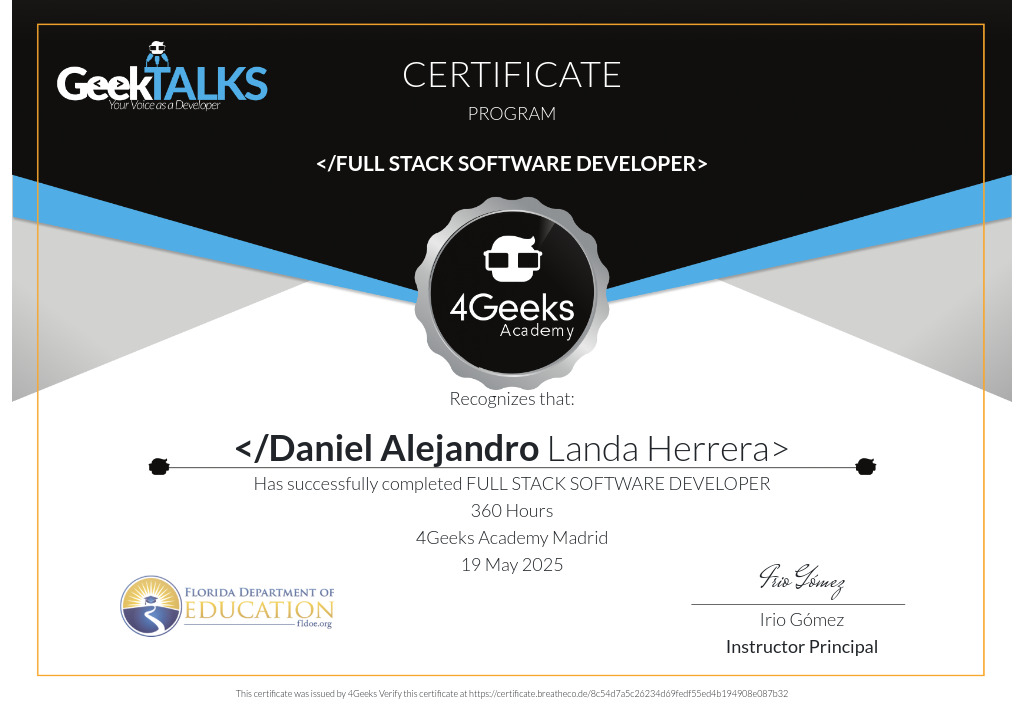 GeekTALKS
Your Voice as a Developer
CERTIFICATE
PROGRAM
</FULL STACK SOFTWARE DEVELOPER>
4Geeks
Academy
Recognizes that:
</Daniel Alejandro Landa Herrera>
Has successfully completed FULL STACK SOFTWARE DEVELOPER
360 Hours
4Geeks Academy Madrid
19 May 2025
FLORIDA DEPARTMENT OF
EDUCATION
fldoe.org
Irio Gómez
Irio Gómez
Instructor Principal
This certificate was issued by 4Geeks Verify this certificate at https://certificate.breatheco.de/8c54d7a5c26234d69fedf55ed4b194908e087b32